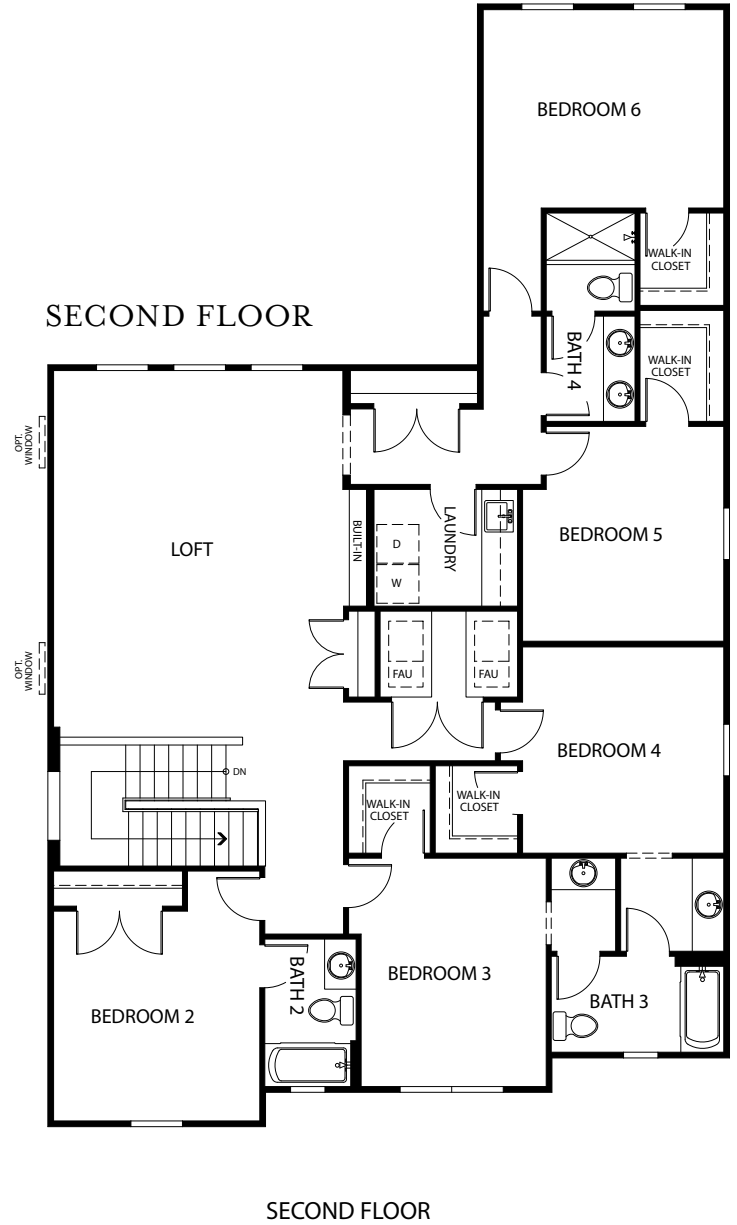 BEDROOM 6
WALK-IN
CLOSET
SECOND FLOOR
BATH 4
WALK-IN
CLOSET
OPT.
WINDOW
LOFT
BUILT-IN
D
W
LAUNDRY
BEDROOM 5
OPT.
WINDOW
FAU
FAU
BEDROOM 4
DN
WALK-IN
CLOSET
WALK-IN
CLOSET
BEDROOM 2
BATH 2
BEDROOM 3
BATH 3
SECOND FLOOR